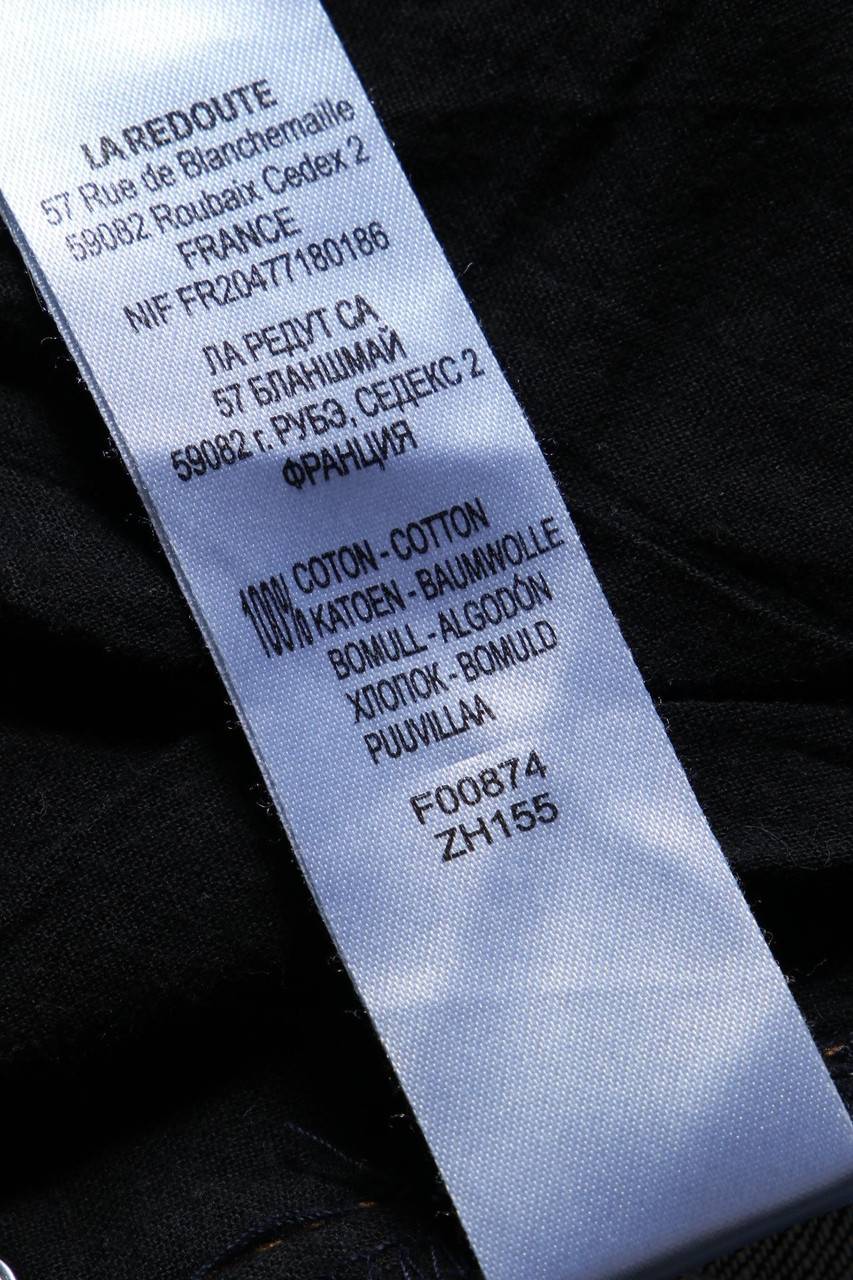 LA REDOUTE
57 Rue de Blanchemaille
59082 Roubaix Cedex 2
FRANCE
NIF FR20477180186
ЛА РЕДУТ СА
57 БЛАНШМАЙ
59082 г. РУБЭ, СЕДЕКС 2
ФРАНЦИЯ
100% COTON - COTTON
KATOEN - BAUMWOLLE
BOMULL - ALGODÓN
ХЛОПОК - BOMULD
PUUVILLAA
F00874
ZH155